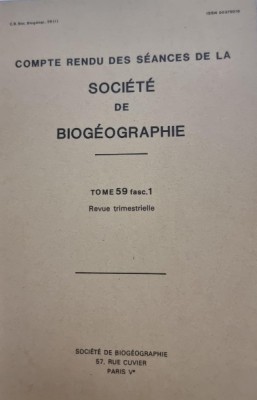 COMPTE RENDU DES SÉANCES DE LA
SOCIÉTÉ
DE
BIOGÉOGRAPHIE
TOME 59 fasc.1
Revue trimestrielle
SOCIÉTÉ DE BIOGÉOGRAPHIE
57, RUE CUVIER
PARIS Vᵉ